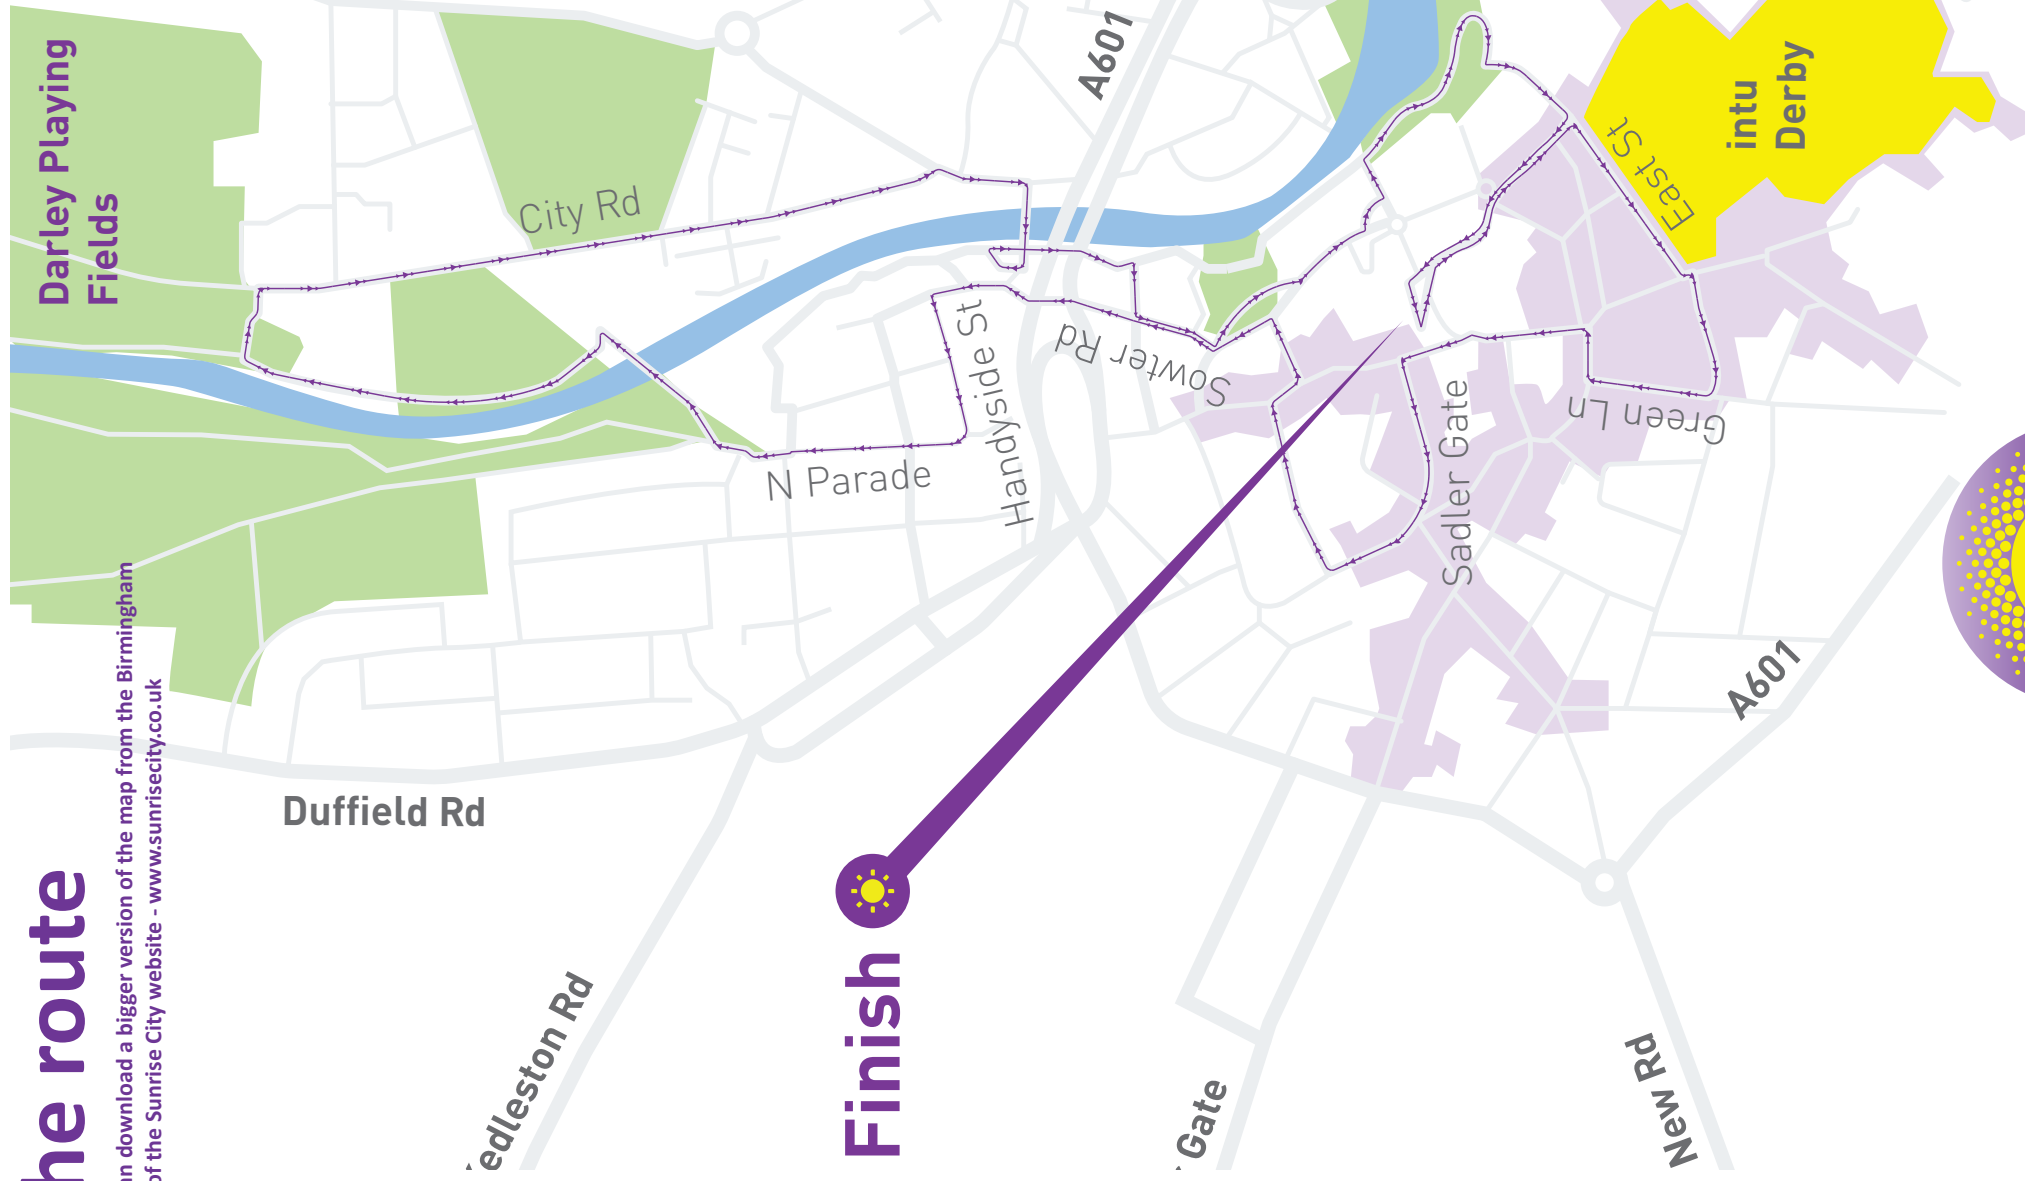 he route
n download a bigger version of the map from the Birmingham
of the Sunrise City website - www.sunrisecity.co.uk
Darley Playing
Fields
City Rd
A601
intu
Derby
East St
Handyside St
Sowter Rd
N Parade
Sadler Gate
Green Ln
A601
Duffield Rd
Finish
edleston Rd
Gate
New Rd